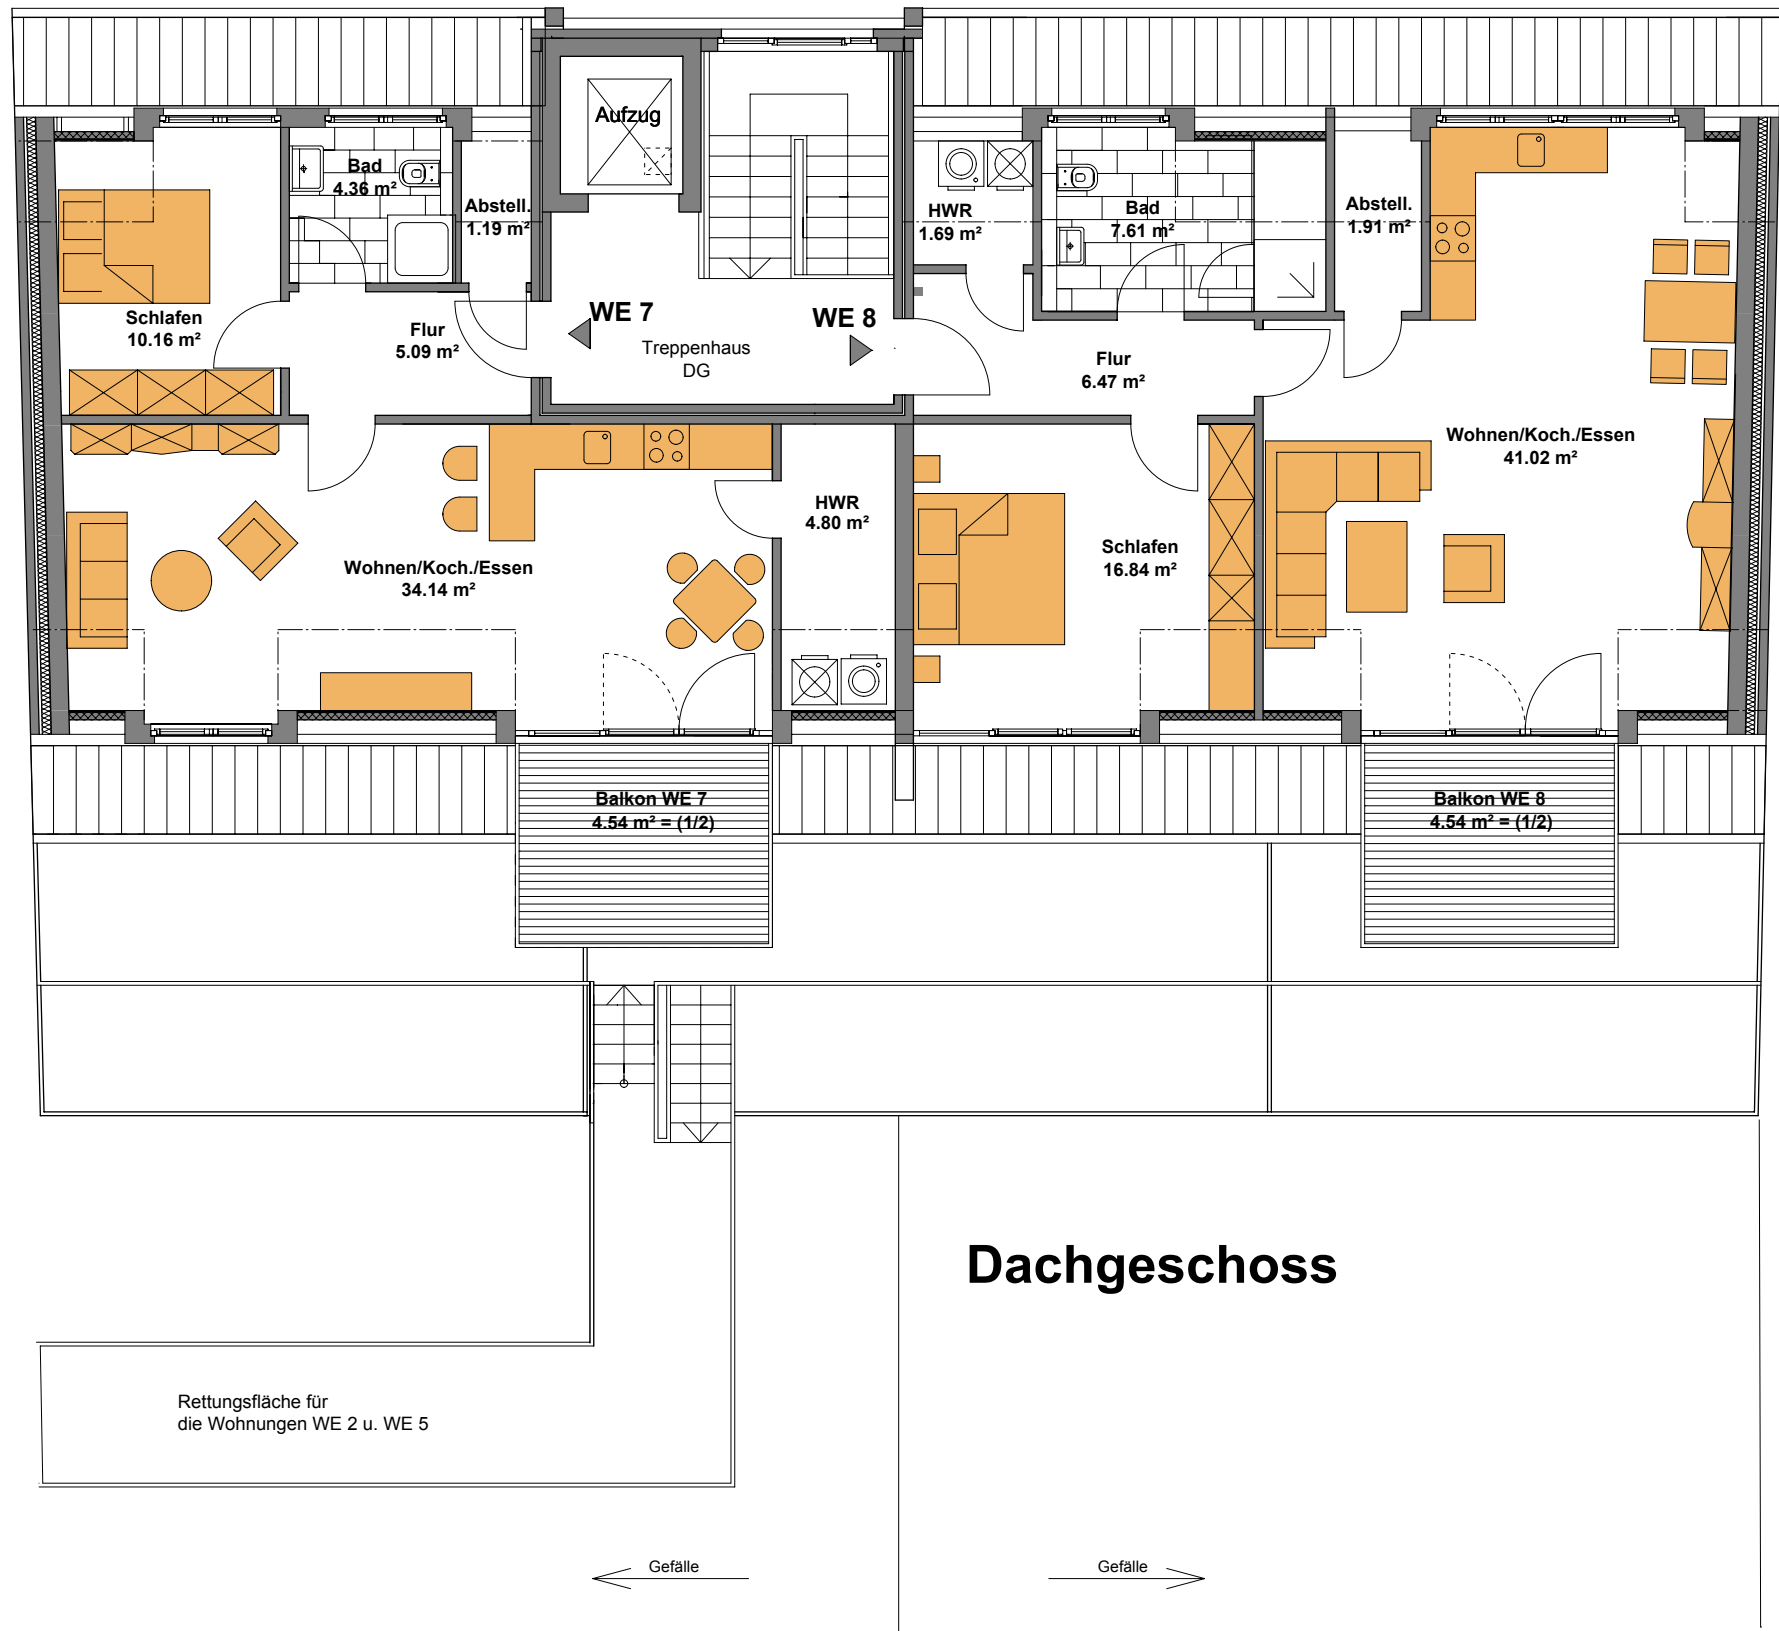 Aufzug
Bad
4.36 m²
Abstell.
1.19 m²
HWR
1.69 m²
Bad
7.61 m²
Abstell.
1.91 m²
Schlafen
10.16 m²
Flur
5.09 m²
WE 7
WE 8
Treppenhaus
DG
Flur
6.47 m²
Wohnen/Koch./Essen
41.02 m²
HWR
4.80 m²
Wohnen/Koch./Essen
34.14 m²
Schlafen
16.84 m²
Balkon WE 7
4.54 m² = (1/2)
Balkon WE 8
4.54 m² = (1/2)
Dachgeschoss
Rettungsfläche für
die Wohnungen WE 2 u. WE 5
Gefälle
Gefälle